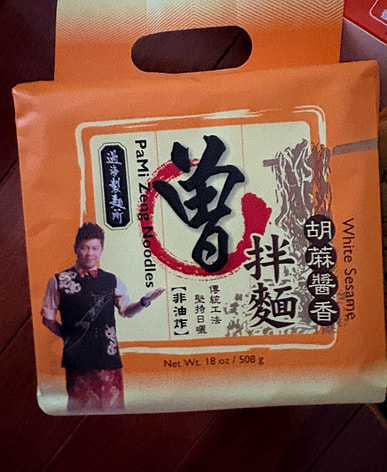 曾
拌麵
胡蔴醬香
White Sesame
PaMi Zeng Noodles
傳統工法
堅持日曬
【非油炸】
Net Wt. 18 oz / 508 g